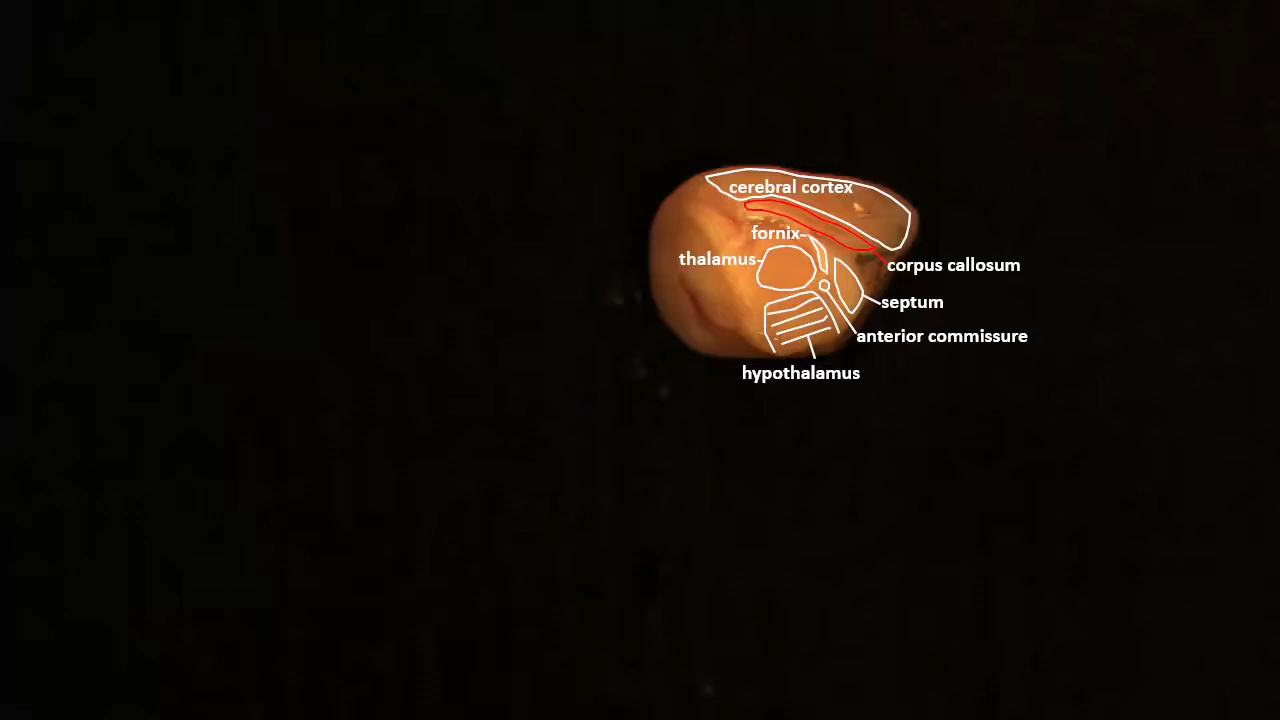 cerebral cortex
fornix
thalamus
corpus callosum
septum
anterior commissure
hypothalamus